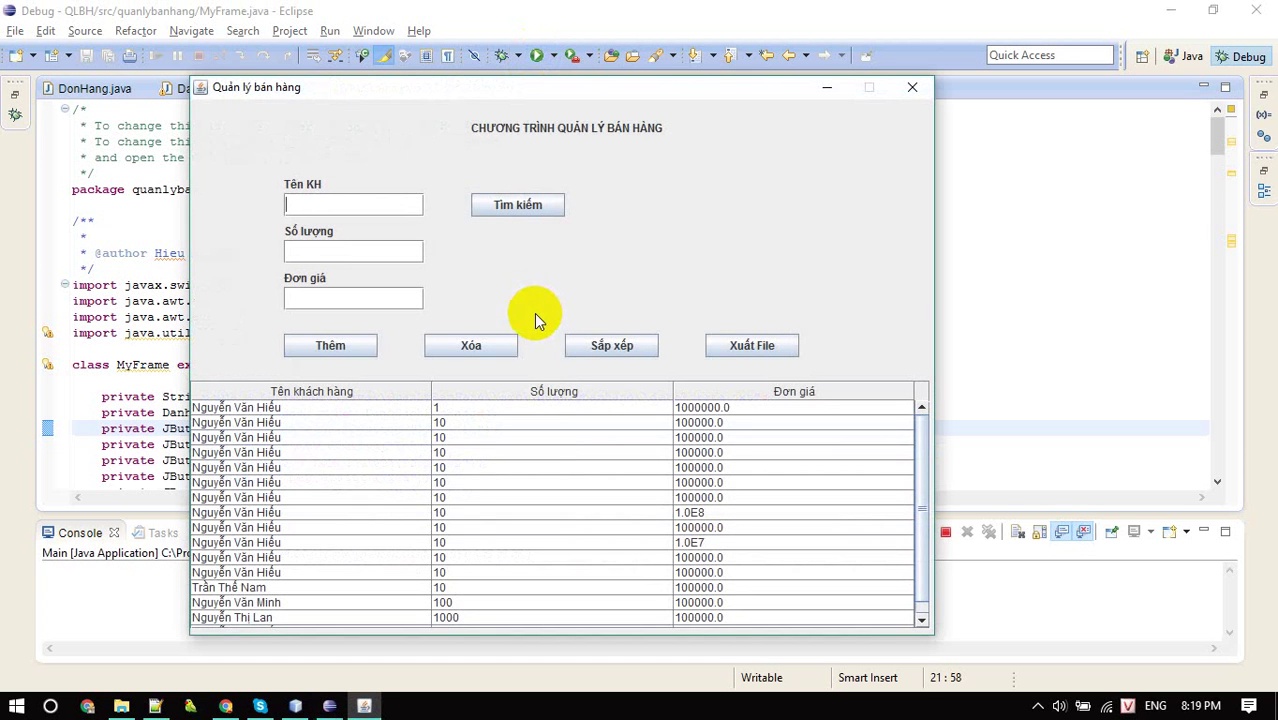 Debug - QLBH/src/quanlybanhang/MyFrame.java - Eclipse
File Edit Source Refactor Navigate Search Project Run Window Help
Quick Access
Java
Debug
DonHang.java
Quản lý bán hàng
/*
* To change thi
* To change thi
* and open the
*/
package quanlyba
/**
*
* @author Hieu
*/
import javax.swi
import java.awt.
import java.awt.
import java.util
class MyFrame ex
private Stri
private Danh
private JBut
private JBut
private JBut
CHƯƠNG TRÌNH QUẢN LÝ BÁN HÀNG
Tên KH
Tìm kiếm
Số lượng
Đơn giá
Thêm Xóa Sắp xếp Xuất File
Tên khách hàng Số lượng Đơn giá
Nguyễn Văn Hiếu 1 1000000.0
Nguyễn Văn Hiếu 10 100000.0
Nguyễn Văn Hiếu 10 100000.0
Nguyễn Văn Hiếu 10 100000.0
Nguyễn Văn Hiếu 10 100000.0
Nguyễn Văn Hiếu 10 100000.0
Nguyễn Văn Hiếu 10 100000.0
Nguyễn Văn Hiếu 10 1.0E8
Nguyễn Văn Hiếu 10 100000.0
Nguyễn Văn Hiếu 10 1.0E7
Nguyễn Văn Hiếu 10 100000.0
Nguyễn Văn Hiếu 10 100000.0
Trần Thế Nam 10 100000.0
Nguyễn Văn Minh 100 100000.0
Nguyễn Thị Lan 1000 100000.0
Console
Tasks
Main [Java Application] C:\Pr
Writable Smart Insert 21 : 58
V ENG 8:19 PM